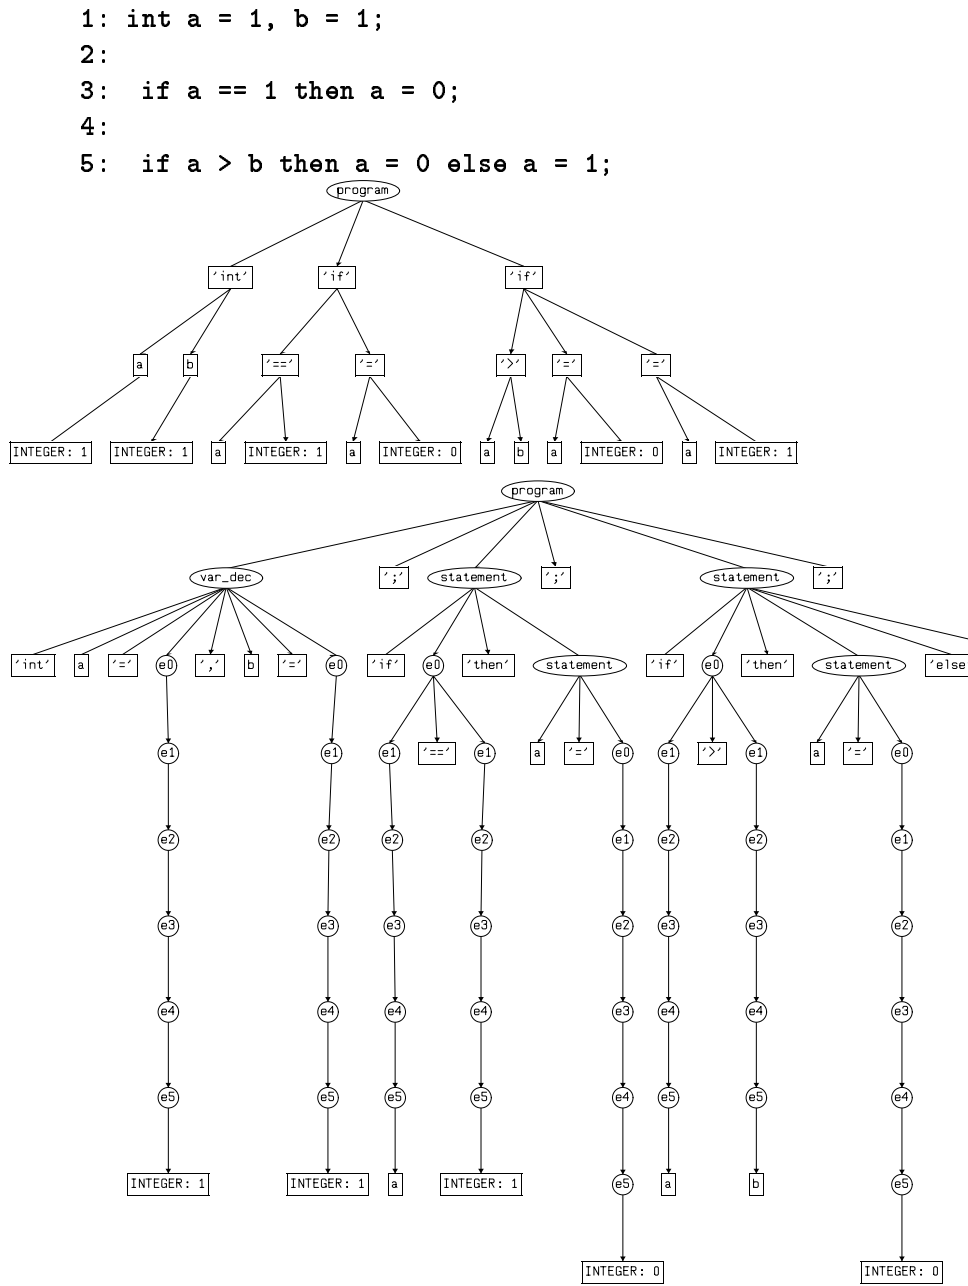 1: int a = 1, b = 1;
2:
3: if a == 1 then a = 0;
4:
5: if a > b then a = 0 else a = 1;
program
'int' 'if' 'if'
a b '==' '=' '>' '=' '='
INTEGER: 1 INTEGER: 1 a INTEGER: 1 a INTEGER: 0 a b a INTEGER: 0 a INTEGER: 1
program
var_dec ';' statement ';' statement ';'
'int' a '=' e0 ',' b '=' e0 'if' e0 'then' statement 'if' e0 'then' statement 'else
e1 e1 e1 '==' e1 a '=' e0 e1 '>' e1 a '=' e0
e2 e2 e2 e2 e1 e2 e2 e1
e3 e3 e3 e3 e2 e3 e3 e2
e4 e4 e4 e4 e3 e4 e4 e3
e5 e5 e5 e5 e4 e5 e5 e4
INTEGER: 1 INTEGER: 1 a INTEGER: 1 e5 a b e5
INTEGER: 0 INTEGER: 0